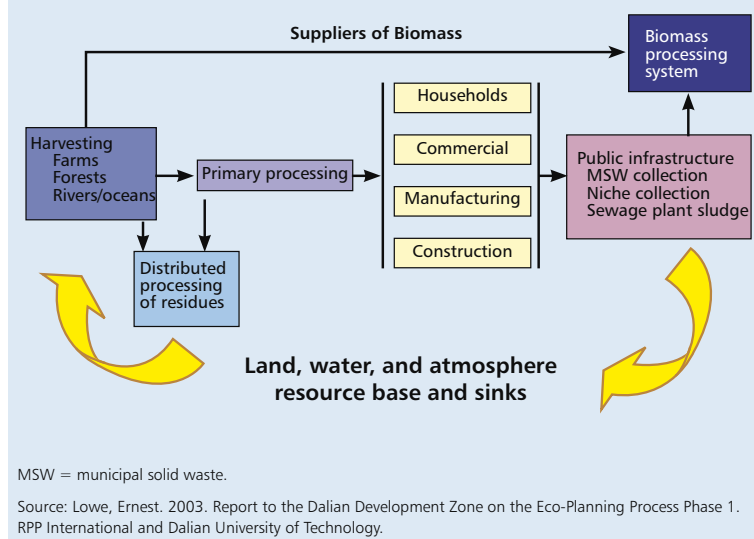 Suppliers of Biomass
Biomass
processing
system
Households
Harvesting
Farms
Forests
Rivers/oceans
Primary processing
Commercial
Manufacturing
Construction
Public infrastructure
MSW collection
Niche collection
Sewage plant sludge
Distributed
processing
of residues
Land, water, and atmosphere
resource base and sinks
MSW = municipal solid waste.
Source: Lowe, Ernest. 2003. Report to the Dalian Development Zone on the Eco-Planning Process Phase 1.
RPP International and Dalian University of Technology.